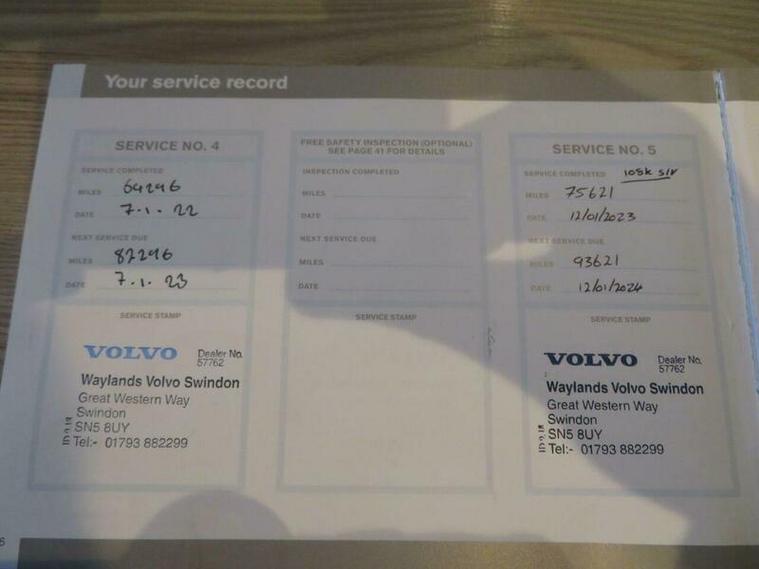 Your service record
SERVICE NO. 4
SERVICE COMPLETED
MILES 64296
DATE 7.1.22
NEXT SERVICE DUE
MILES 82296
DATE 7.1.23
SERVICE STAMP
VOLVO Dealer No.
57762
Waylands Volvo Swindon
Great Western Way
Swindon
SN5 8UY
Tel:- 01793 882299
FREE SAFETY INSPECTION (OPTIONAL)
SEE PAGE 41 FOR DETAILS
INSPECTION COMPLETED
MILES
DATE
NEXT SERVICE DUE
MILES
DATE
SERVICE STAMP
SERVICE NO. 5
SERVICE COMPLETED 108k S/V
MILES 75621
DATE 12/01/2023
NEXT SERVICE DUE
MILES 93621
DATE 12/01/2024
SERVICE STAMP
VOLVO Dealer No.
57762
Waylands Volvo Swindon
Great Western Way
Swindon
SN5 8UY
Tel:- 01793 882299
6